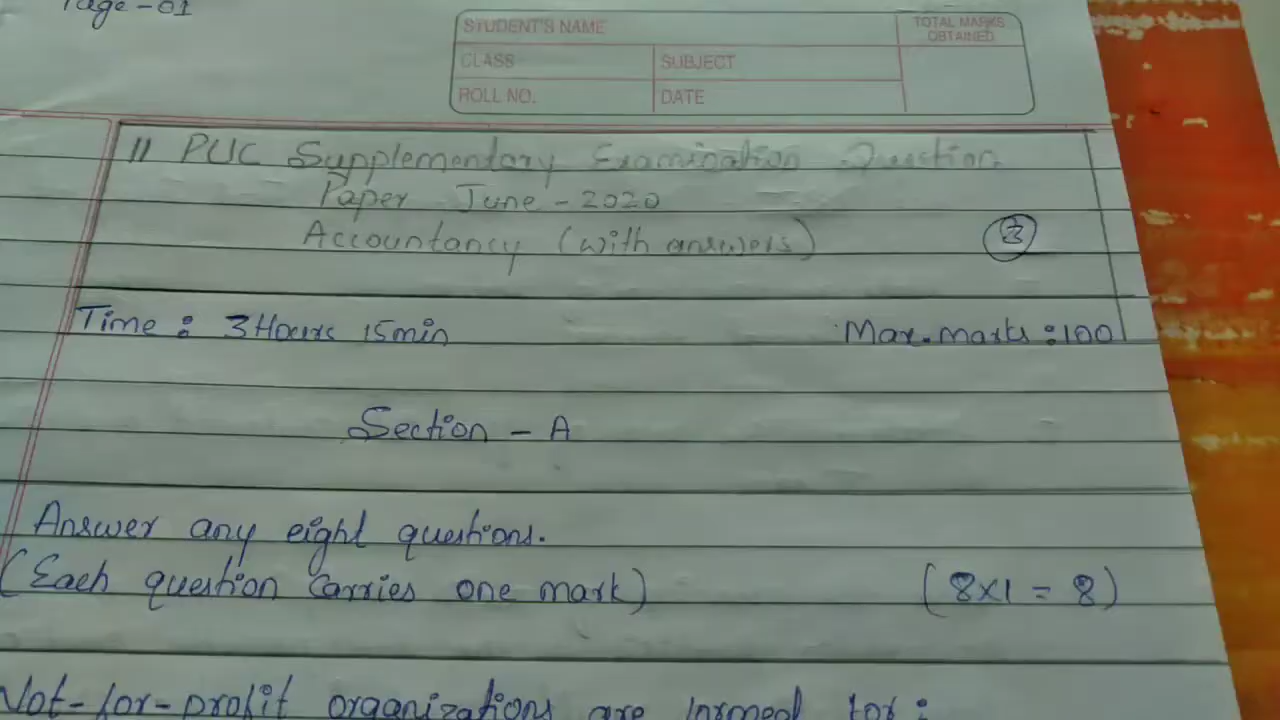 Page-01
STUDENT'S NAME
TOTAL MARKS OBTAINED
CLASS
SUBJECT
ROLL NO.
DATE
II PUC Supplementary Examination Question
Paper June - 2020
Accountancy (with answers)
Time : 3 Hours 15min
Max. marks : 100
Section - A
Answer any eight questions.
(Each question carries one mark)
(8x1 = 8)
Not-for-profit organizations are formed for :